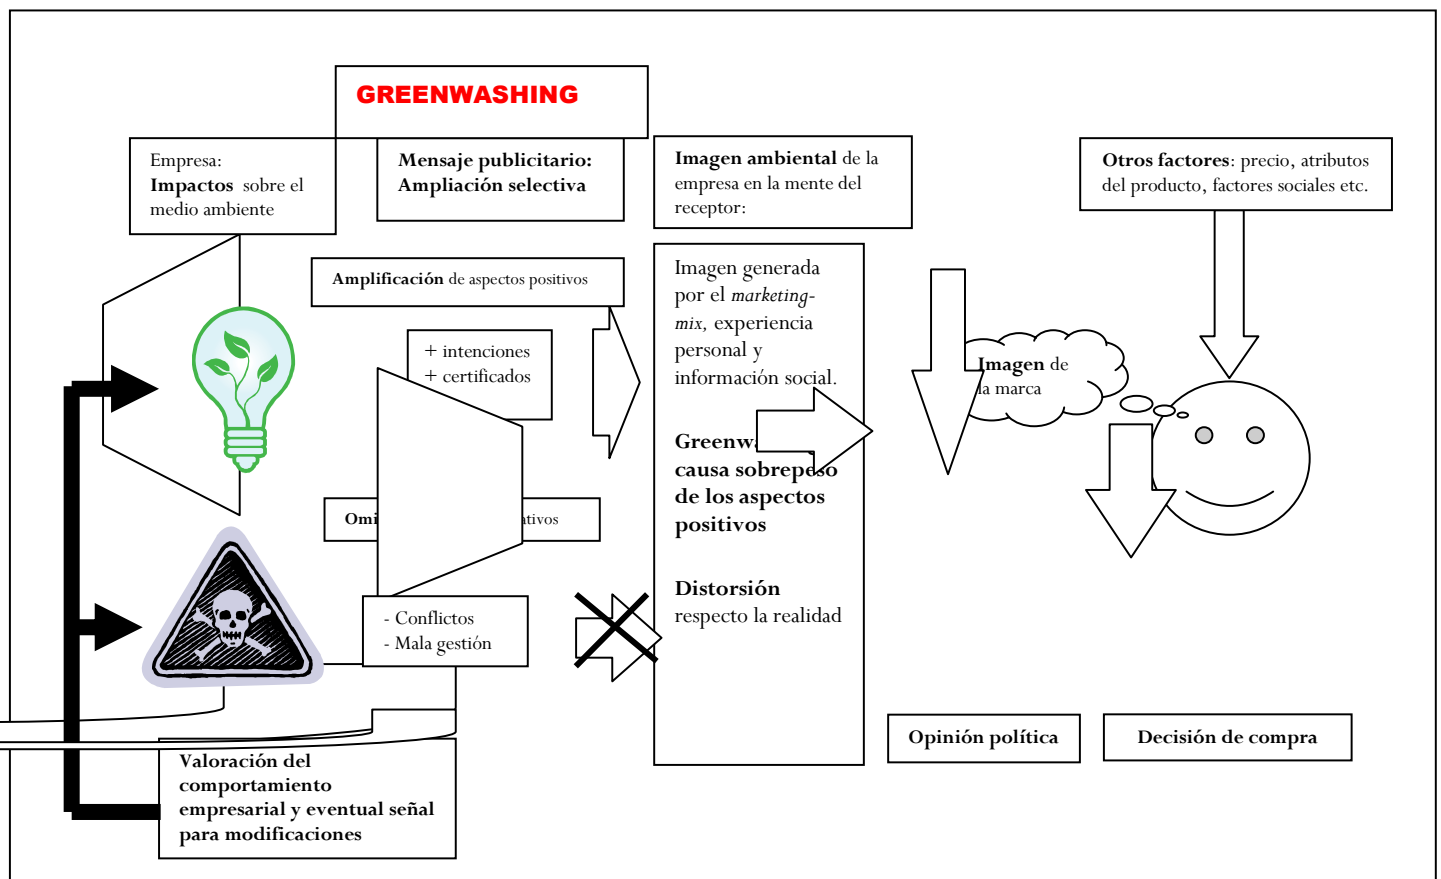 GREENWASHING
Empresa:
Impactos sobre el
medio ambiente
Mensaje publicitario:
Ampliación selectiva
Imagen ambiental de la
empresa en la mente del
receptor:
Otros factores: precio, atributos
del producto, factores sociales etc.
Amplificación de aspectos positivos
+ intenciones
+ certificados
Imagen generada
por el marketing-
mix, experiencia
personal y
información social.
causa sobrepeso
de los aspectos
positivos
Distorsión
respecto la realidad
Imagen de
la marca
- Conflictos
- Mala gestión
Opinión política
Decisión de compra
Valoración del
comportamiento
empresarial y eventual señal
para modificaciones